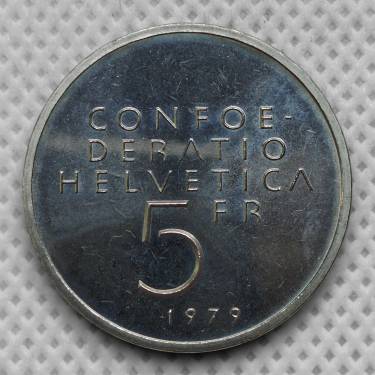 CONFOE-
DERATIO
HELVETICA
5 FR
1979